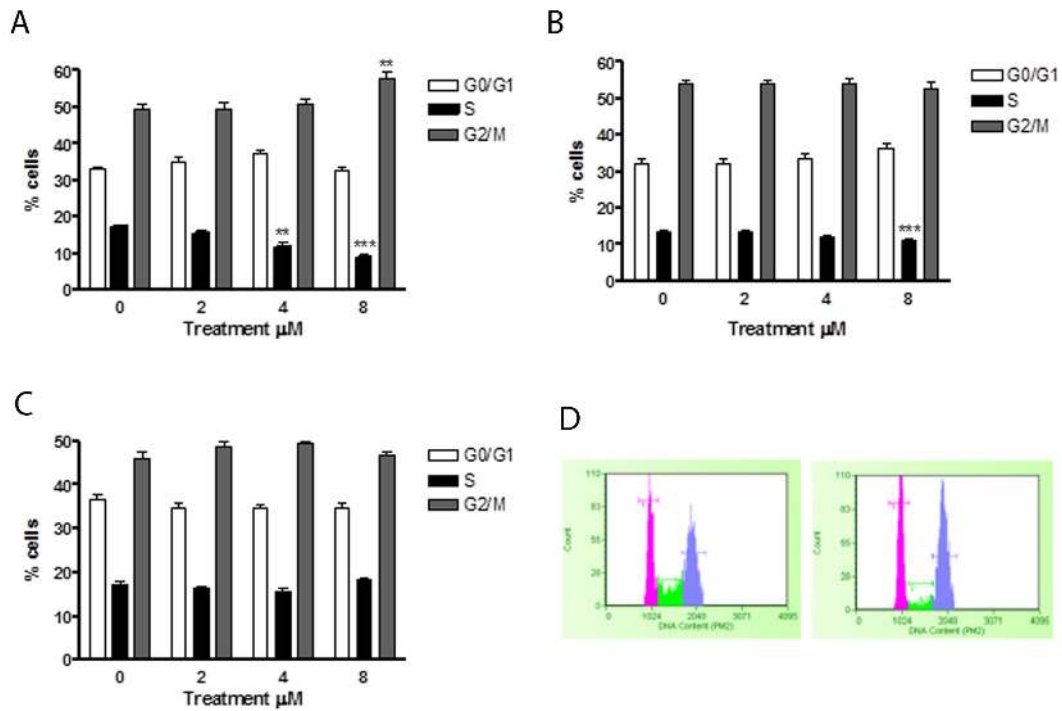 A
60
50
40
30
20
10
0
% cells
**
**
***
0 2 4 8
Treatment µM
G0/G1
S
G2/M
B
60
50
40
30
20
10
0
% cells
***
0 2 4 8
Treatment µM
G0/G1
S
G2/M
C
50
40
30
20
10
0
% cells
0 2 4 8
Treatment µM
G0/G1
S
G2/M
D
110
83
55
28
0
Count
0 1024 2048 3071 4095
DNA Content (PM2)
110
83
55
28
0
Count
0 1024 2048 3071 4095
DNA Content (PM2)